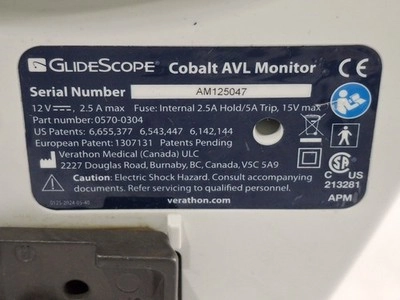 GLIDESCOPE® Cobalt AVL Monitor
Serial Number AM125047
12 V 2.5 A max Fuse: Internal 2.5A Hold/5A Trip, 15V max
Part number: 0570-0304
US Patents: 6,655,377 6,543,447 6,142,144
European Patent: 1307131 Patents Pending
Verathon Medical (Canada) ULC
2227 Douglas Road, Burnaby, BC, Canada, V5C 5A9
Caution: Electric Shock Hazard. Consult accompanying
documents. Refer servicing to qualified personnel.
verathon.com
CE
SA
C US
213281
APM